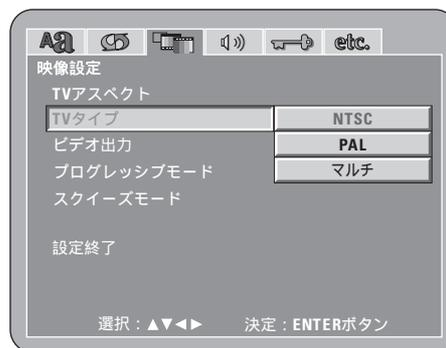 Aa etc.
映像設定
TVアスペクト
TVタイプ NTSC
ビデオ出力 PAL
プログレッシブモード マルチ
スクイーズモード
設定終了
選択：▲▼◀▶ 決定：ENTERボタン